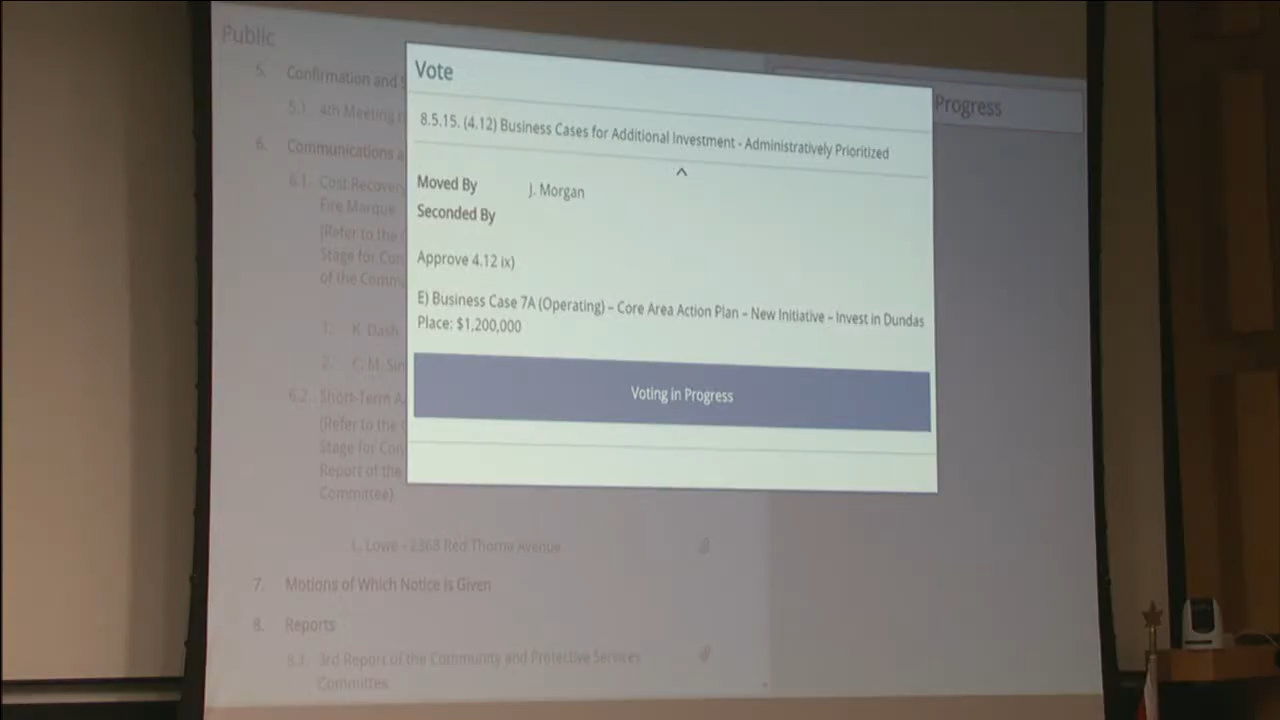 Public
5. Confirmation and
5.1. 4th Meeting
6. Communications
6.1. Cost Recovery
Fire Marque
(Refer to the
Stage for
of the
1. K. Dash
2. C. M.
6.2. Short-Term
(Refer to the
Stage for
Report of the
Committee)
L. Lowe - 2368 Red Thorne Avenue
7. Motions of Which Notice is Given
8. Reports
8.1. 3rd Report of the Community and Protective Services
Committee
Progress
Vote
8.5.15. (4.12) Business Cases for Additional Investment - Administratively Prioritized
Moved By J. Morgan
Seconded By
Approve 4.12 ix)
E) Business Case 7A (Operating) – Core Area Action Plan – New Initiative – Invest in Dundas
Place: $1,200,000
Voting in Progress